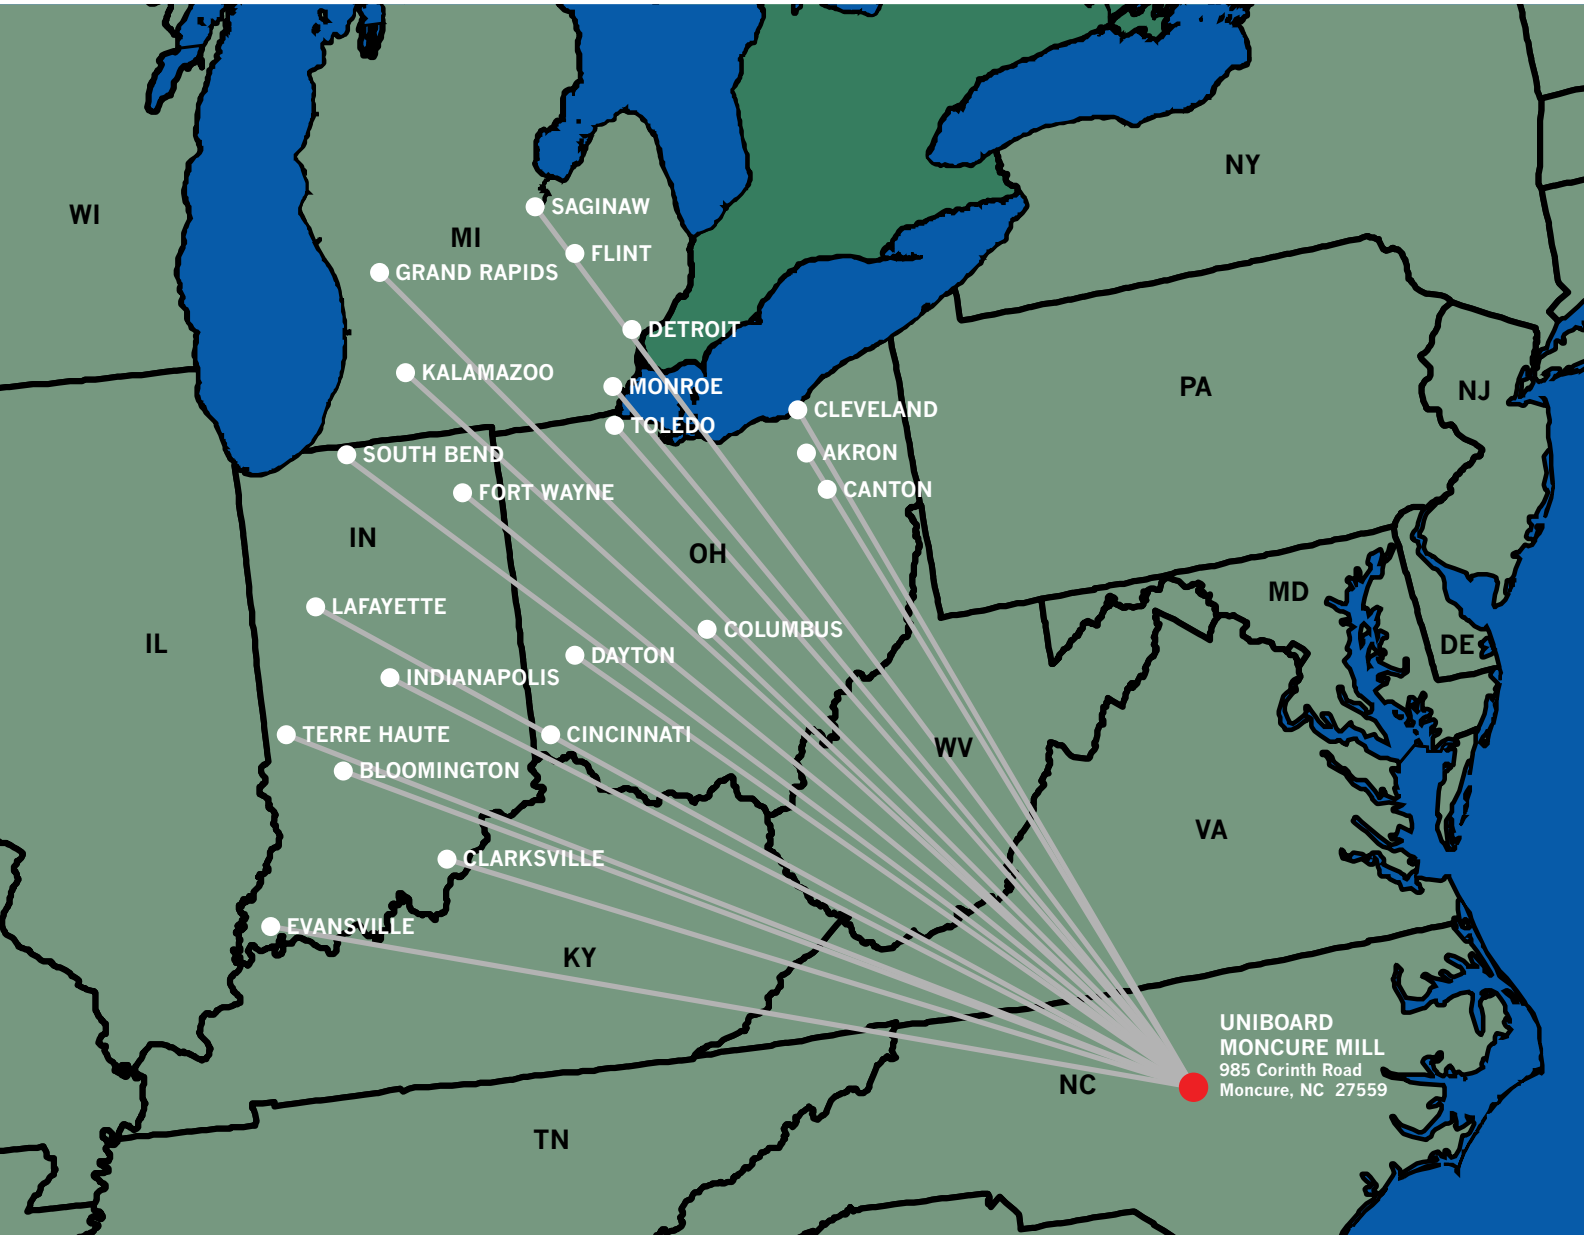 NY
SAGINAW
WI
MI
FLINT
GRAND RAPIDS
DETROIT
KALAMAZOO
MONROE
PA
NJ
CLEVELAND
TOLEDO
SOUTH BEND
AKRON
FORT WAYNE
CANTON
IN
OH
MD
LAFAYETTE
COLUMBUS
IL
DE
DAYTON
INDIANAPOLIS
TERRE HAUTE
CINCINNATI
WV
BLOOMINGTON
VA
CLARKSVILLE
EVANSVILLE
KY
UNIBOARD
MONCURE MILL
985 Corinth Road
Moncure, NC 27559
NC
TN